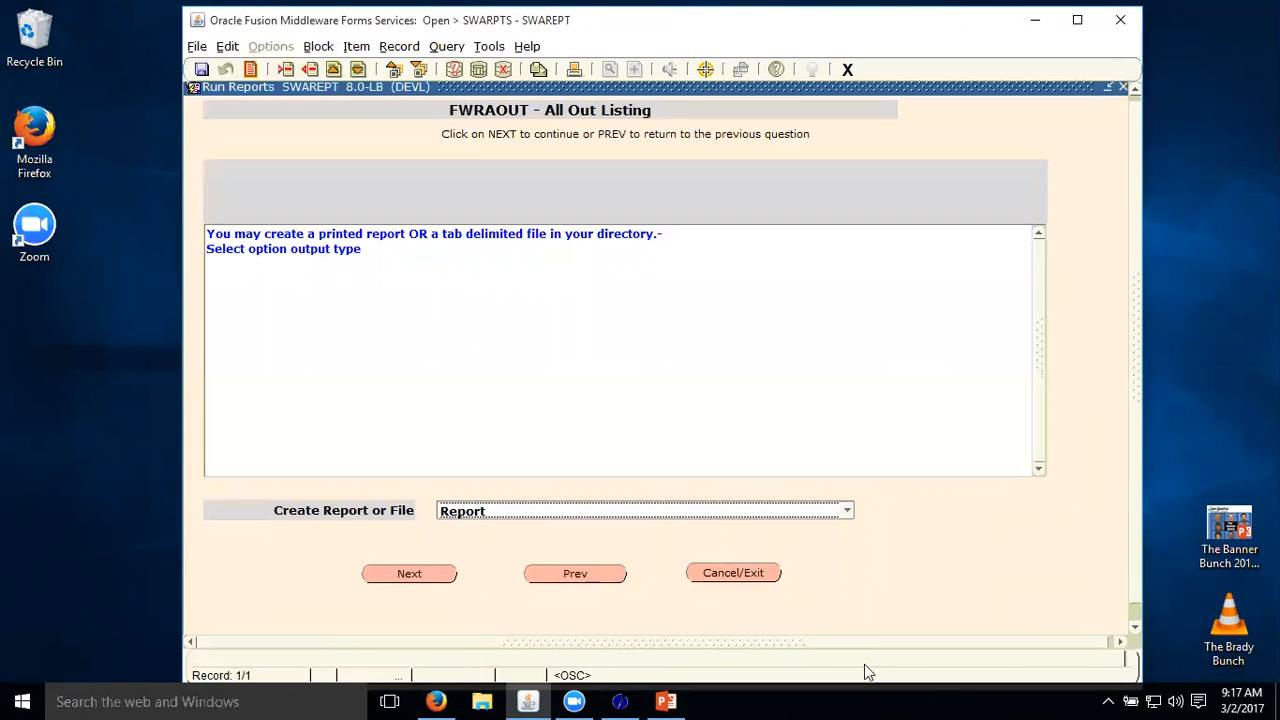 Recycle Bin
Mozilla
Firefox
Zoom
Oracle Fusion Middleware Forms Services: Open > SWARPTS - SWAREPT
File Edit Options Block Item Record Query Tools Help
X
Run Reports SWAREPT 8.0-LB (DEVL)
FWRAOUT - All Out Listing
Click on NEXT to continue or PREV to return to the previous question
You may create a printed report OR a tab delimited file in your directory.-
Select option output type
Create Report or File
Report
Next Prev Cancel/Exit
Record: 1/1 ... <OSC>
The Banner
Bunch 201...
The Brady
Bunch
Search the web and Windows
9:17 AM
3/2/2017